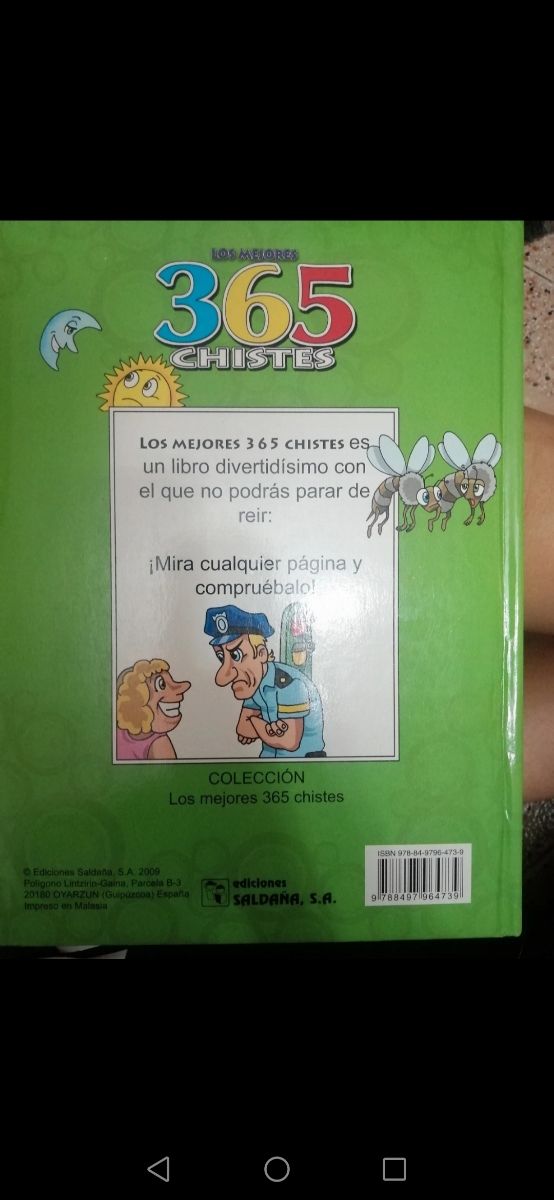 LOS MEJORES
365
CHISTES
LOS MEJORES 365 CHISTES es
un libro divertidísimo con
el que no podrás parar de
reir:
¡Mira cualquier página y
compruébalo!
COLECCIÓN
Los mejores 365 chistes
© Ediciones Saldaña, S.A. 2009
Polígono Lintzirin-Gaina, Parcela B-3
20180 OYARZUN (Guipúzcoa) España
Impreso en Malasia
ediciones
SALDAÑA, S.A.
ISBN 978-84-9796-473-9
9 788497 964739